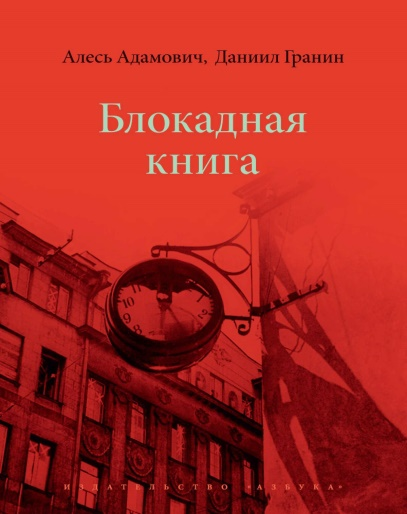 Алесь Адамович, Даниил Гранин
Блокадная
книга
ИЗДАТЕЛЬСТВО «АЗБУКА»